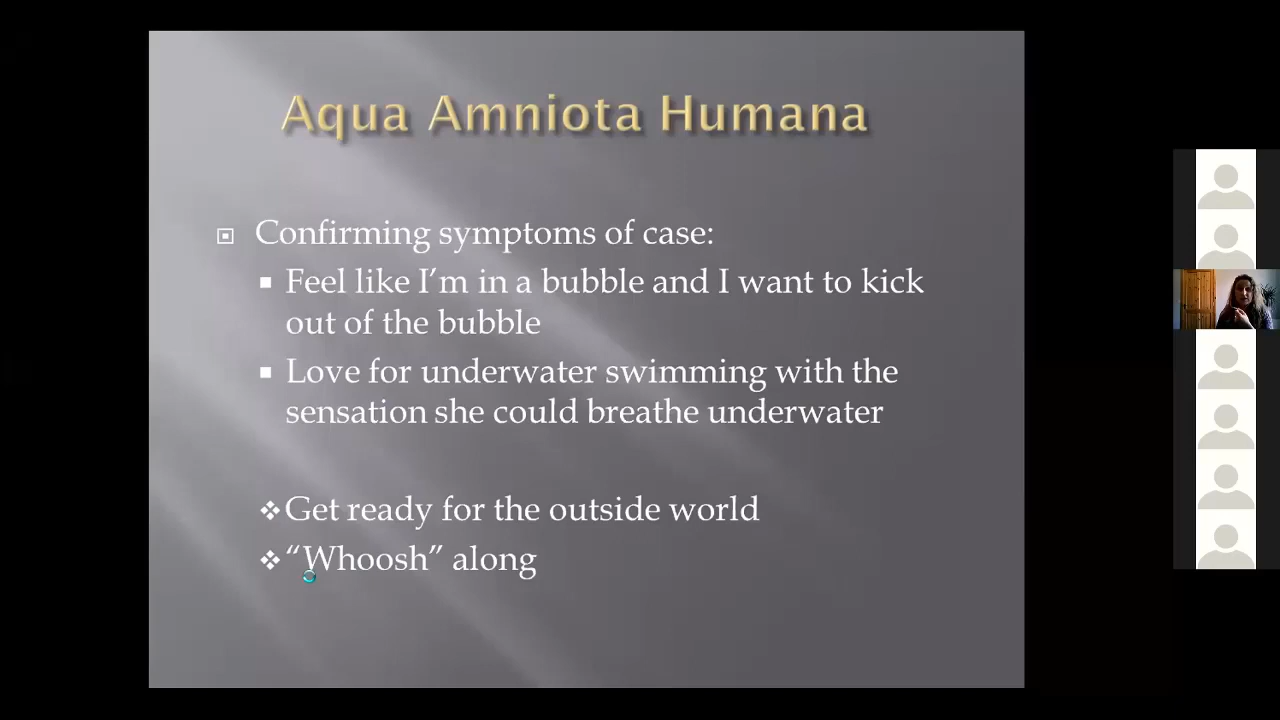 Aqua Amniota Humana
Confirming symptoms of case:
Feel like I’m in a bubble and I want to kick
out of the bubble
Love for underwater swimming with the
sensation she could breathe underwater
Get ready for the outside world
“Whoosh” along